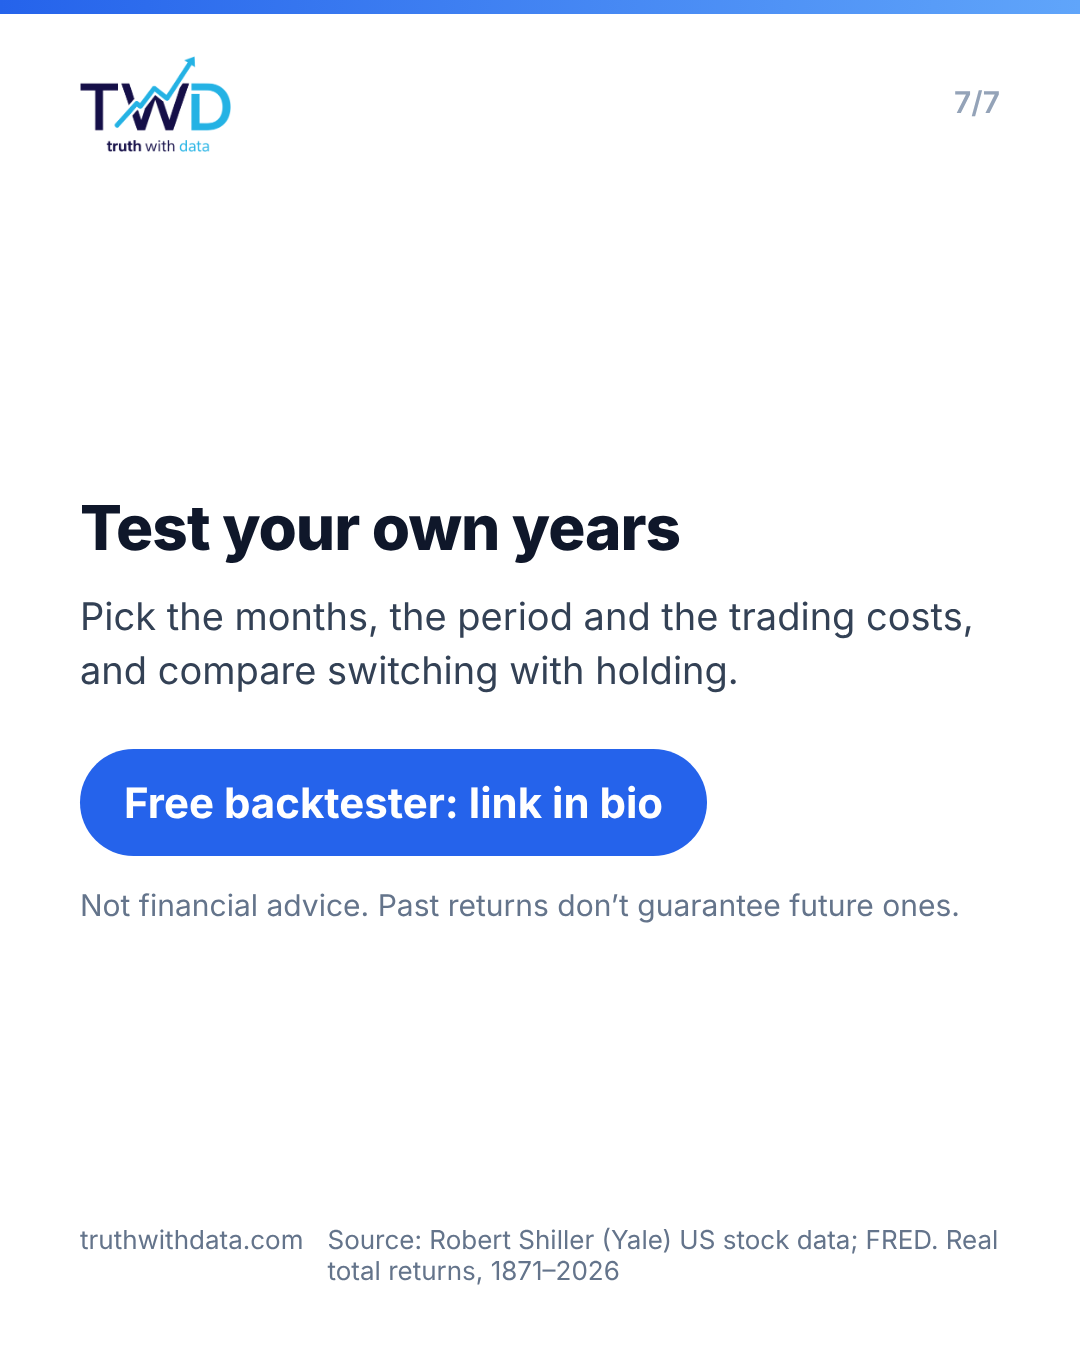 TWD
truth with data
7/7
Test your own years
Pick the months, the period and the trading costs,
and compare switching with holding.
Free backtester: link in bio
Not financial advice. Past returns don’t guarantee future ones.
truthwithdata.com
Source: Robert Shiller (Yale) US stock data; FRED. Real
total returns, 1871–2026